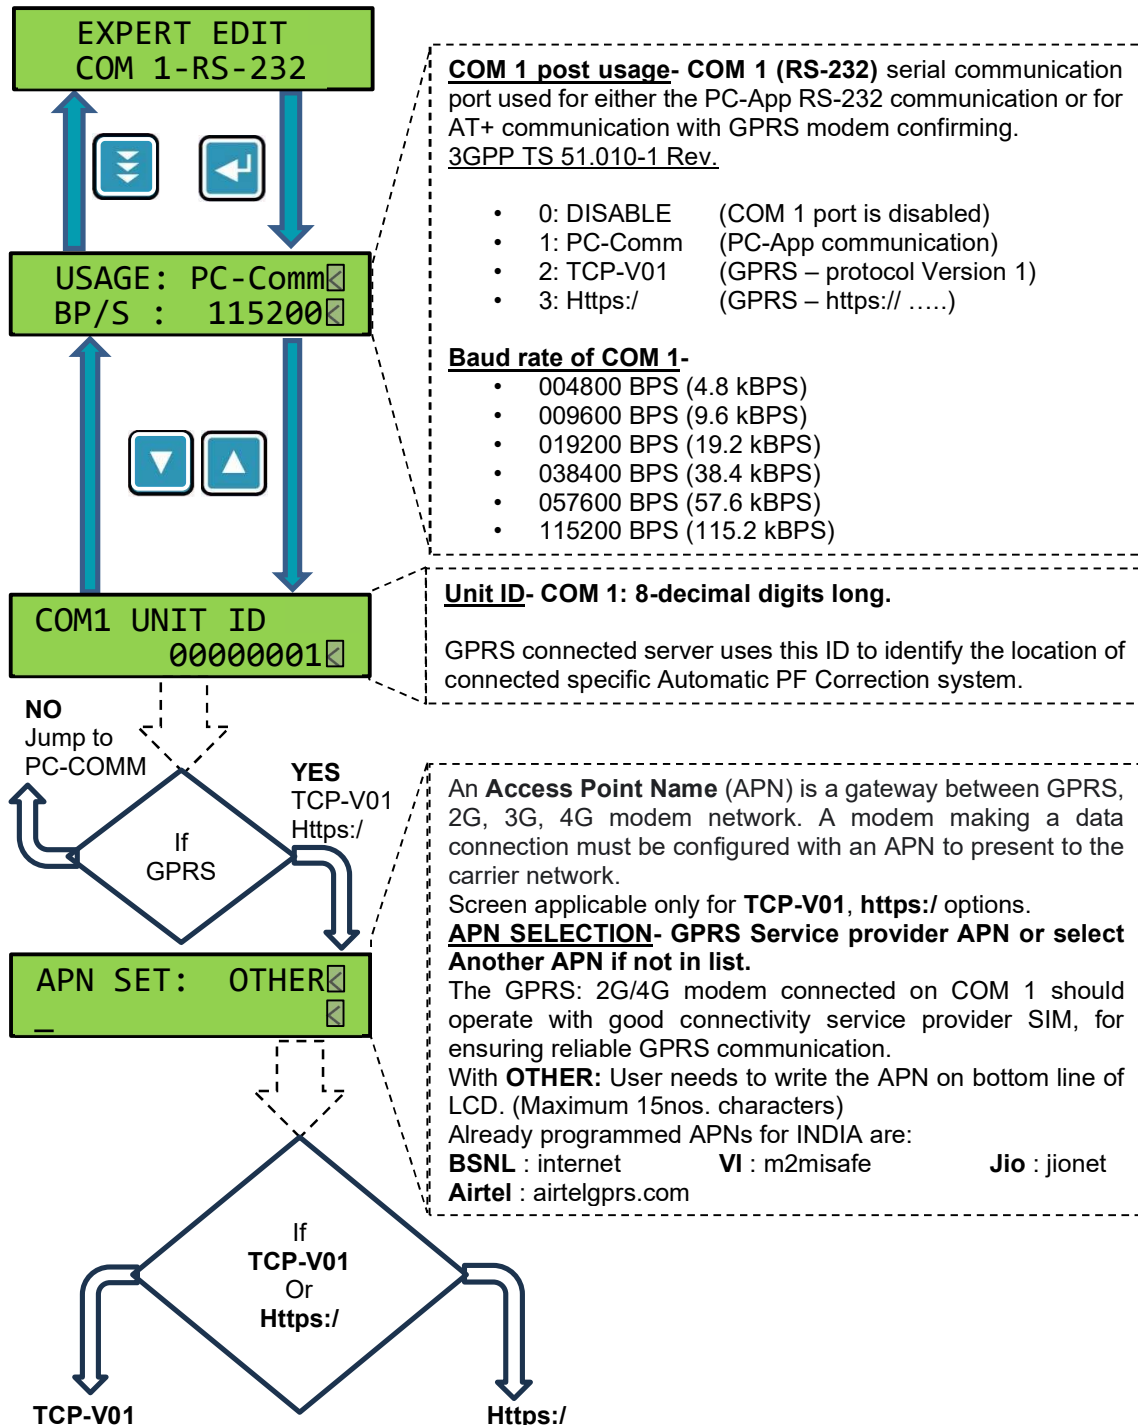 EXPERT EDIT
COM 1-RS-232
COM 1 post usage- COM 1 (RS-232) serial communication
port used for either the PC-App RS-232 communication or for
AT+ communication with GPRS modem confirming.
3GPP TS 51.010-1 Rev.
• 0: DISABLE (COM 1 port is disabled)
• 1: PC-Comm (PC-App communication)
• 2: TCP-V01 (GPRS – protocol Version 1)
• 3: Https:/ (GPRS – https:// …..)
USAGE: PC-Comm<
BP/S : 115200<
Baud rate of COM 1-
• 004800 BPS (4.8 kBPS)
• 009600 BPS (9.6 kBPS)
• 019200 BPS (19.2 kBPS)
• 038400 BPS (38.4 kBPS)
• 057600 BPS (57.6 kBPS)
• 115200 BPS (115.2 kBPS)
COM1 UNIT ID
00000001<
Unit ID- COM 1: 8-decimal digits long.
GPRS connected server uses this ID to identify the location of
connected specific Automatic PF Correction system.
NO
Jump to
PC-COMM
YES
TCP-V01
Https:/
If
GPRS
An Access Point Name (APN) is a gateway between GPRS,
2G, 3G, 4G modem network. A modem making a data
connection must be configured with an APN to present to the
carrier network.
Screen applicable only for TCP-V01, https:/ options.
APN SELECTION- GPRS Service provider APN or select
Another APN if not in list.
The GPRS: 2G/4G modem connected on COM 1 should
operate with good connectivity service provider SIM, for
ensuring reliable GPRS communication.
With OTHER: User needs to write the APN on bottom line of
LCD. (Maximum 15nos. characters)
Already programmed APNs for INDIA are:
BSNL : internet VI : m2misafe Jio : jionet
Airtel : airtelgprs.com
APN SET: OTHER<
_ <
If
TCP-V01
Or
Https:/
TCP-V01
Https:/